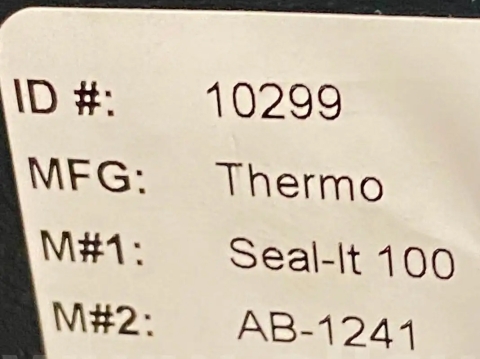 ID #: 10299
MFG: Thermo
M#1: Seal-It 100
M#2: AB-1241